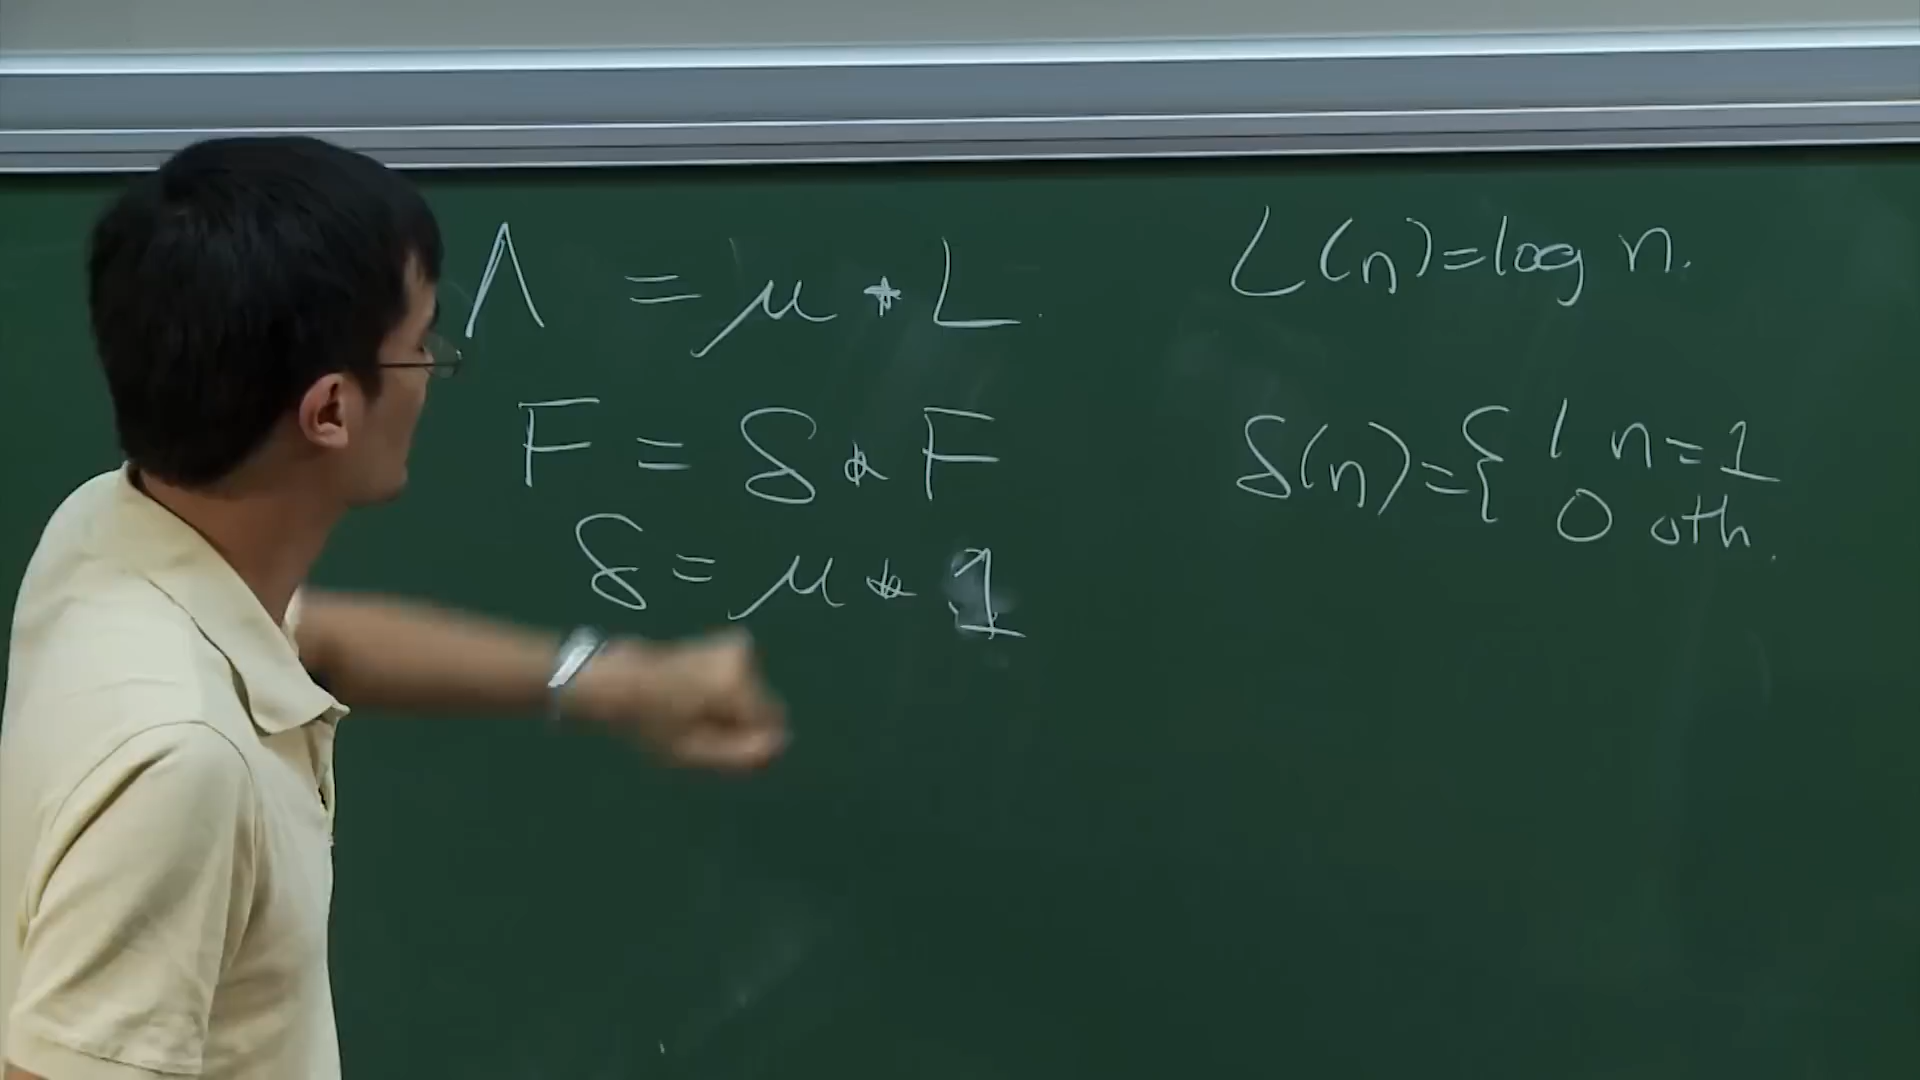 Λ = μ * L.
F = δ * F
δ = μ * 1
L(n) = log n.
δ(n) = { 1 n = 1
0 oth.